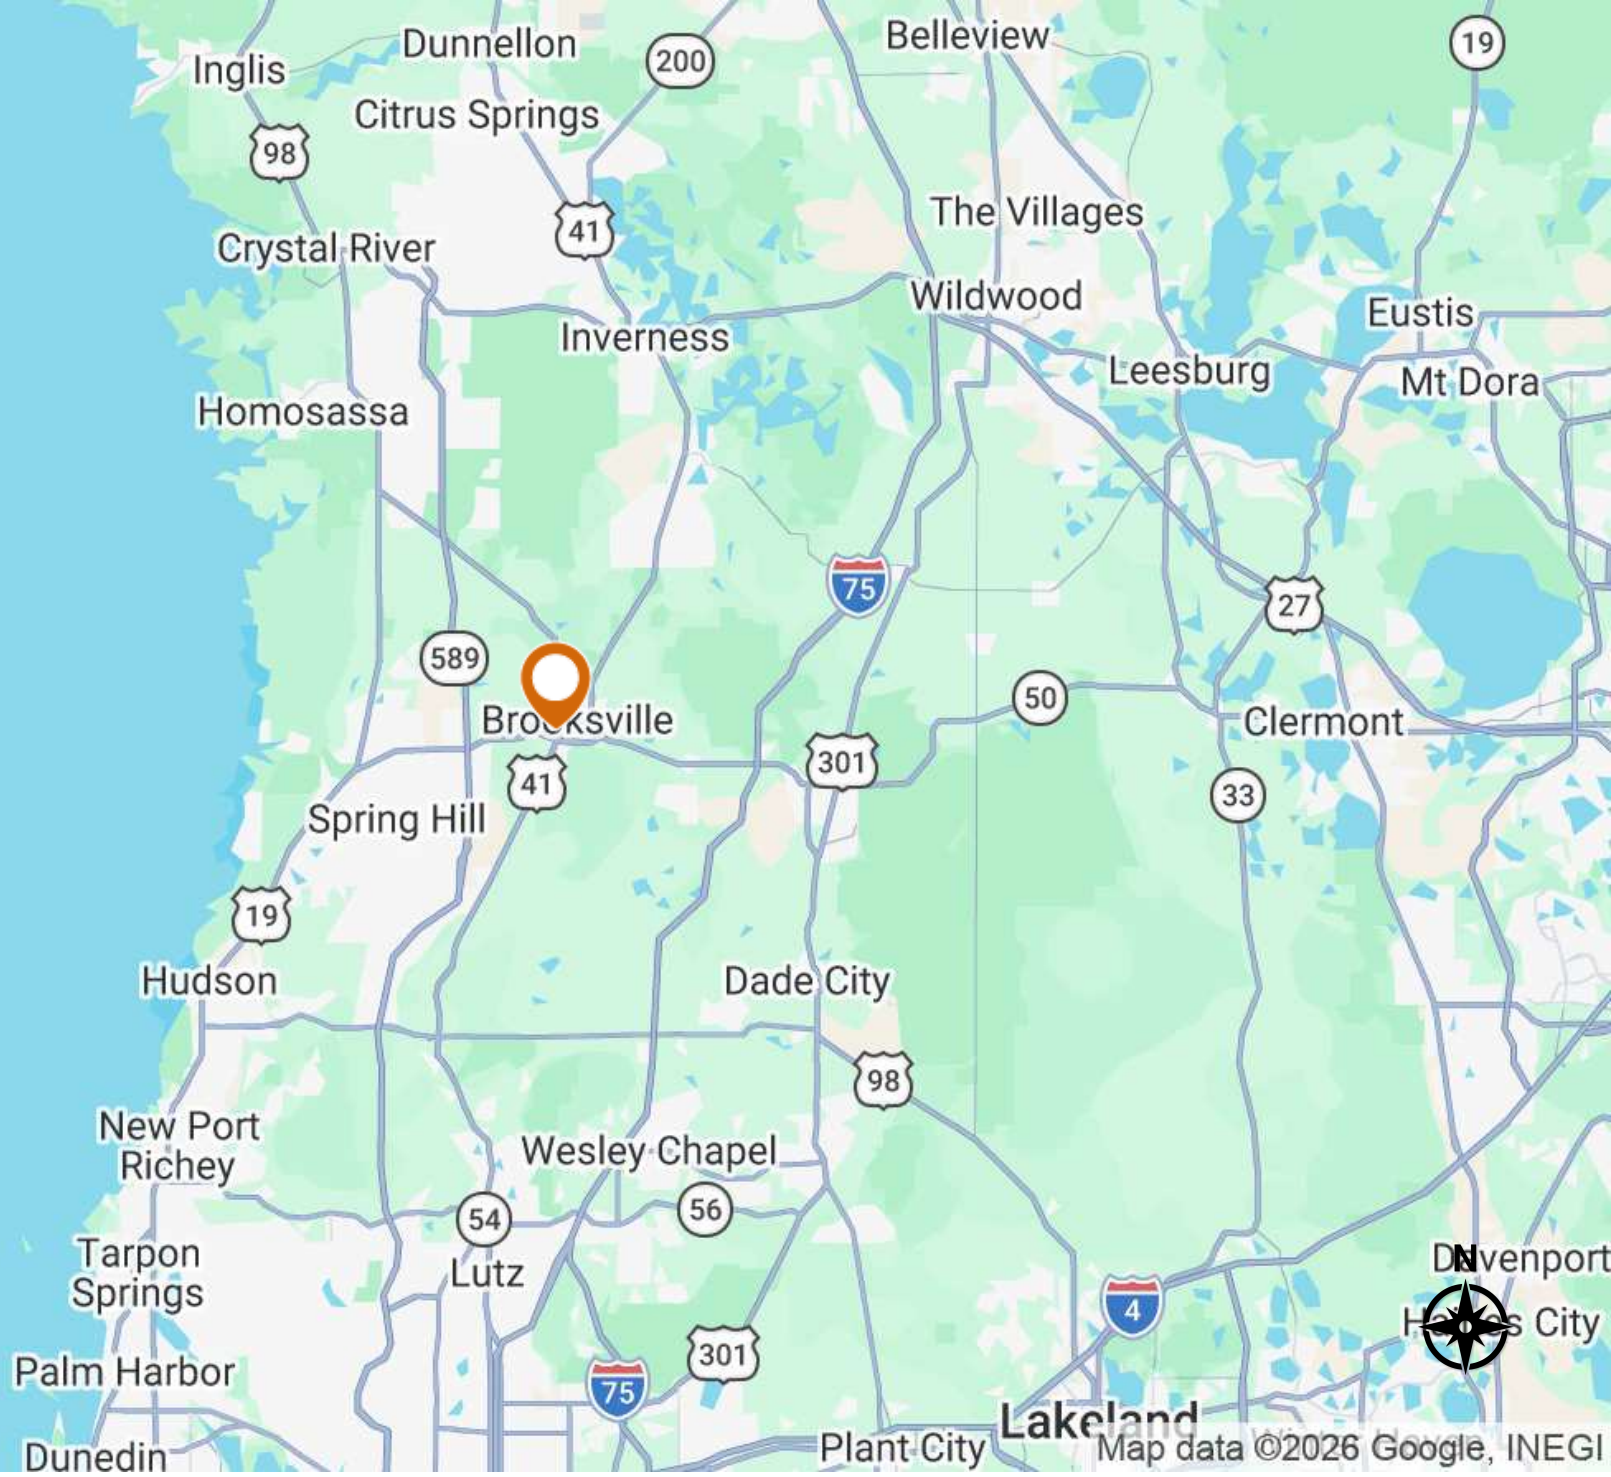 Dunnellon
Belleview
19
Inglis
200
Citrus Springs
98
41
The Villages
Crystal River
Wildwood
Eustis
Inverness
Leesburg
Mt Dora
Homosassa
75
27
589
50
Brooksville
Clermont
301
41
33
Spring Hill
19
Hudson
Dade City
98
New Port
Richey
Wesley Chapel
54
56
Tarpon
Springs
Lutz
N
Davenport
4
Haines City
301
Palm Harbor
75
Lakeland
Plant City
Dunedin
Winter Haven
Map data ©2026 Google, INEGI